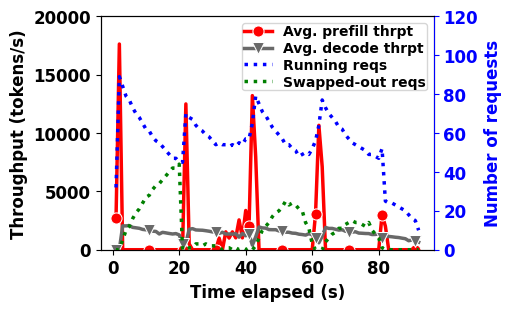 20000
15000
10000
5000
0
Throughput (tokens/s)
Avg. prefill thrpt
Avg. decode thrpt
Running reqs
Swapped-out reqs
120
100
80
60
40
20
0
Number of requests
0 20 40 60 80
Time elapsed (s)